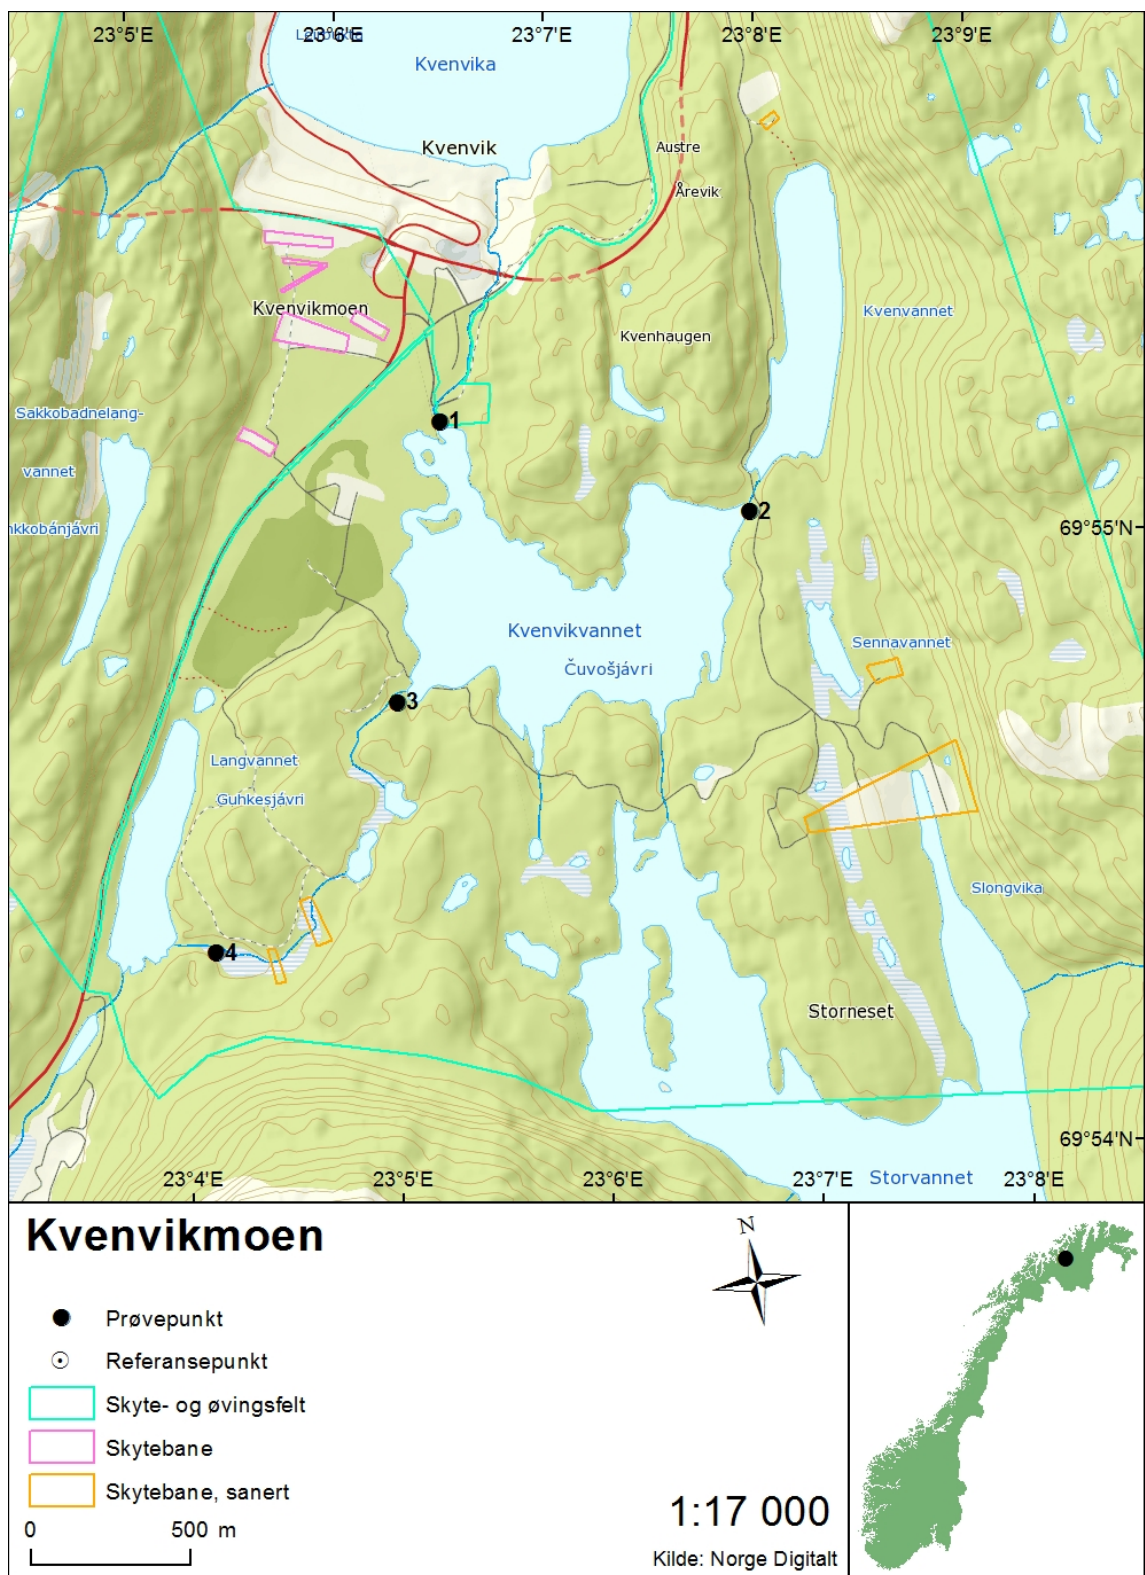 23°5'E
23°6'E
23°7'E
23°8'E
23°9'E
Kvenvika
Kvenvik
Austre
Årevik
Kvenvikmoen
Kvenvannet
Kvenhaugen
Sakkobadnelang-
vannet
kkobánjávri
1
2
69°55'N
Kvenvikvannet
Čuvošjávri
Sennavannet
3
Langvannet
Guhkesjávri
Slongvika
4
Storneset
69°54'N
23°4'E
23°5'E
23°6'E
23°7'E
23°8'E
Storvannet
Kvenvikmoen
N
Prøvepunkt
Referansepunkt
Skyte- og øvingsfelt
Skytebane
Skytebane, sanert
0 500 m
1:17 000
Kilde: Norge Digitalt